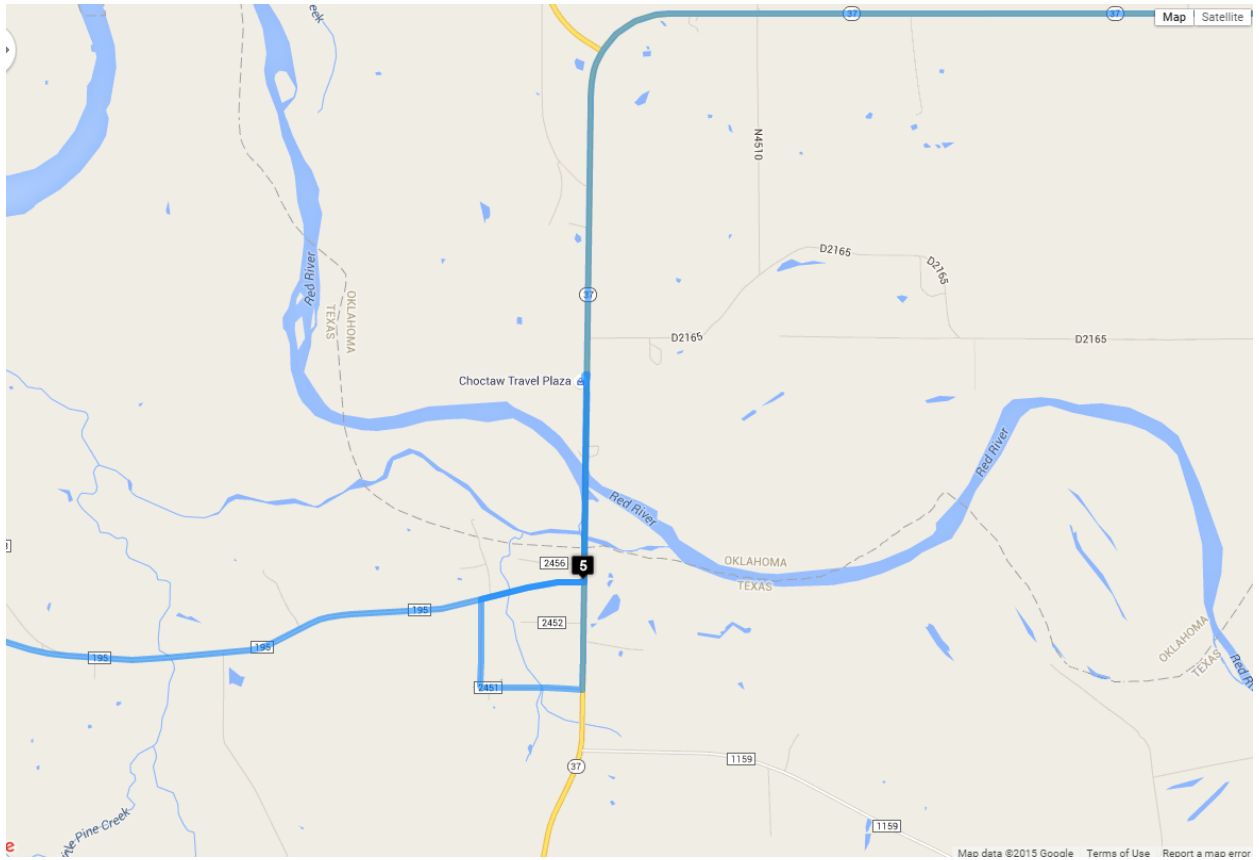 Creek
37
37
Map
Satellite
N4510
D2165
D2165
Red River
OKLAHOMA
TEXAS
37
D2165
D2165
Choctaw Travel Plaza
Red River
Red River
2456
5
OKLAHOMA
TEXAS
195
2452
195
195
OKLAHOMA
TEXAS
2451
37
1159
1159
Pine Creek
Map data ©2015 Google
Terms of Use
Report a map error